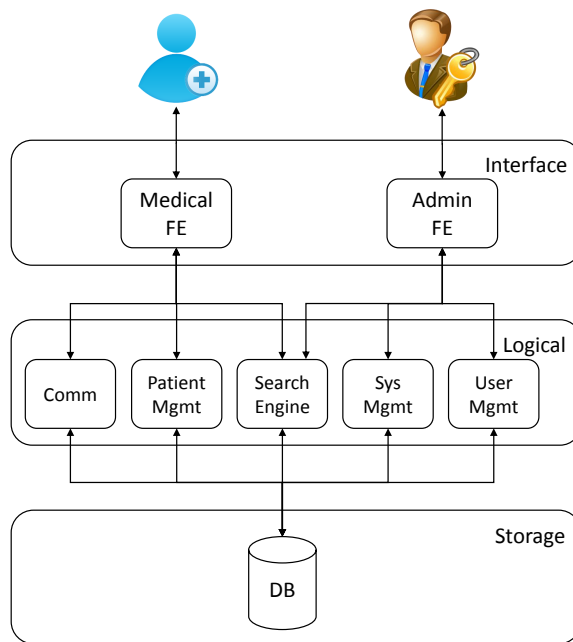 Interface
Medical
FE
Admin
FE
Logical
Comm
Patient
Mgmt
Search
Engine
Sys
Mgmt
User
Mgmt
Storage
DB